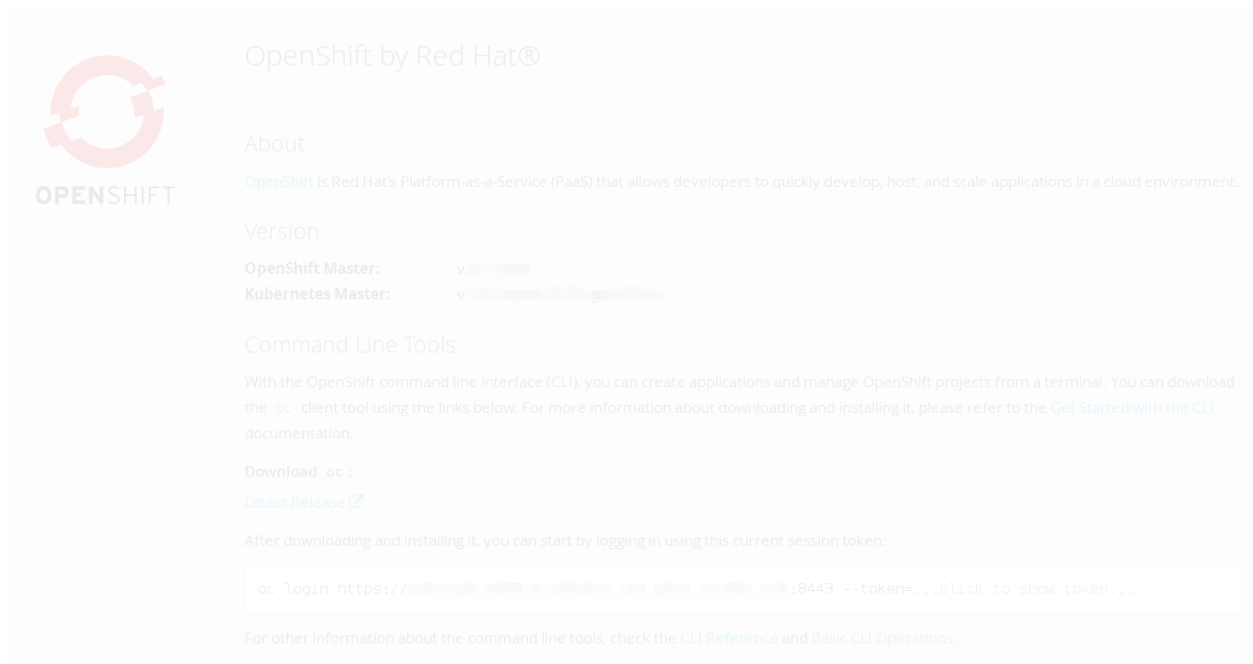 OpenShift by Red Hat®
OPENSHIFT
About
OpenShift is Red Hat's Platform-as-a-Service (PaaS) that allows developers to quickly develop, host, and scale applications in a cloud environment.
Version
OpenShift Master: v
Kubernetes Master: v
Command Line Tools
With the OpenShift command line interface (CLI), you can create applications and manage OpenShift projects from a terminal. You can download
the oc client tool using the links below. For more information about downloading and installing it, please refer to the Get Started with the CLI
documentation.
Download oc:
Latest Release
After downloading and installing it, you can start by logging in using this current session token:
oc login https:// :8443 --token=...click to show token...
For other information about the command line tools, check the CLI Reference and Basic CLI Operations.